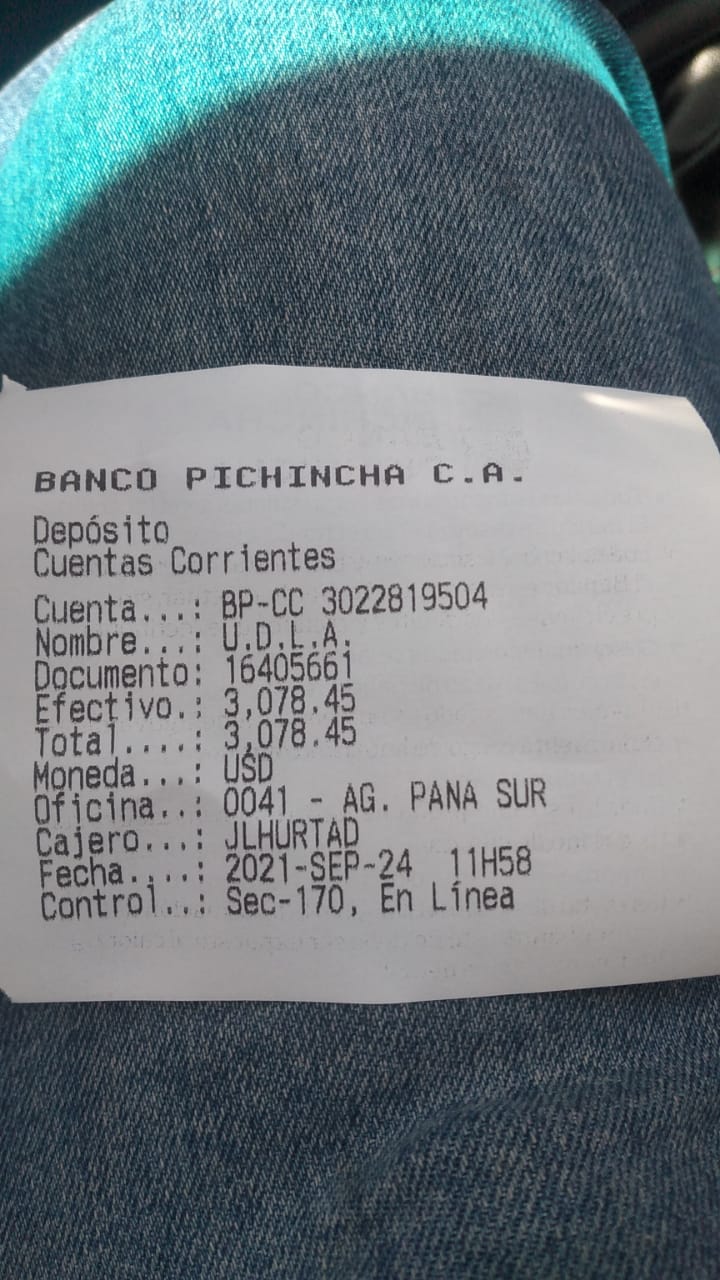 BANCO PICHINCHA C.A.
Depósito
Cuentas Corrientes
Cuenta...: BP-CC 3022819504
Nombre...: U.D.L.A.
Documento: 16405661
Efectivo.: 3,078.45
Total....: 3,078.45
Moneda...: USD
Oficina..: 0041 - AG. PANA SUR
Cajero...: JLHURTAD
Fecha....: 2021-SEP-24 11H58
Control..: Sec-170, En Línea